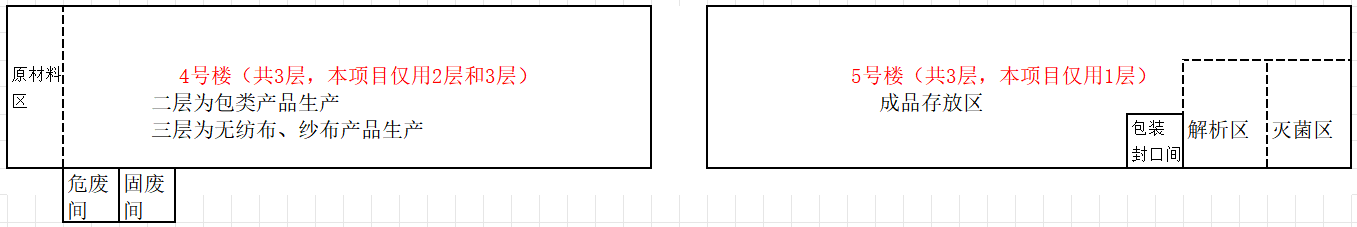 原材料
区
4号楼（共3层，本项目仅用2层和3层）
二层为包类产品生产
三层为无纺布、纱布产品生产
危废
间
固废
间
5号楼（共3层，本项目仅用1层）
成品存放区
包装
封口间
解析区
灭菌区